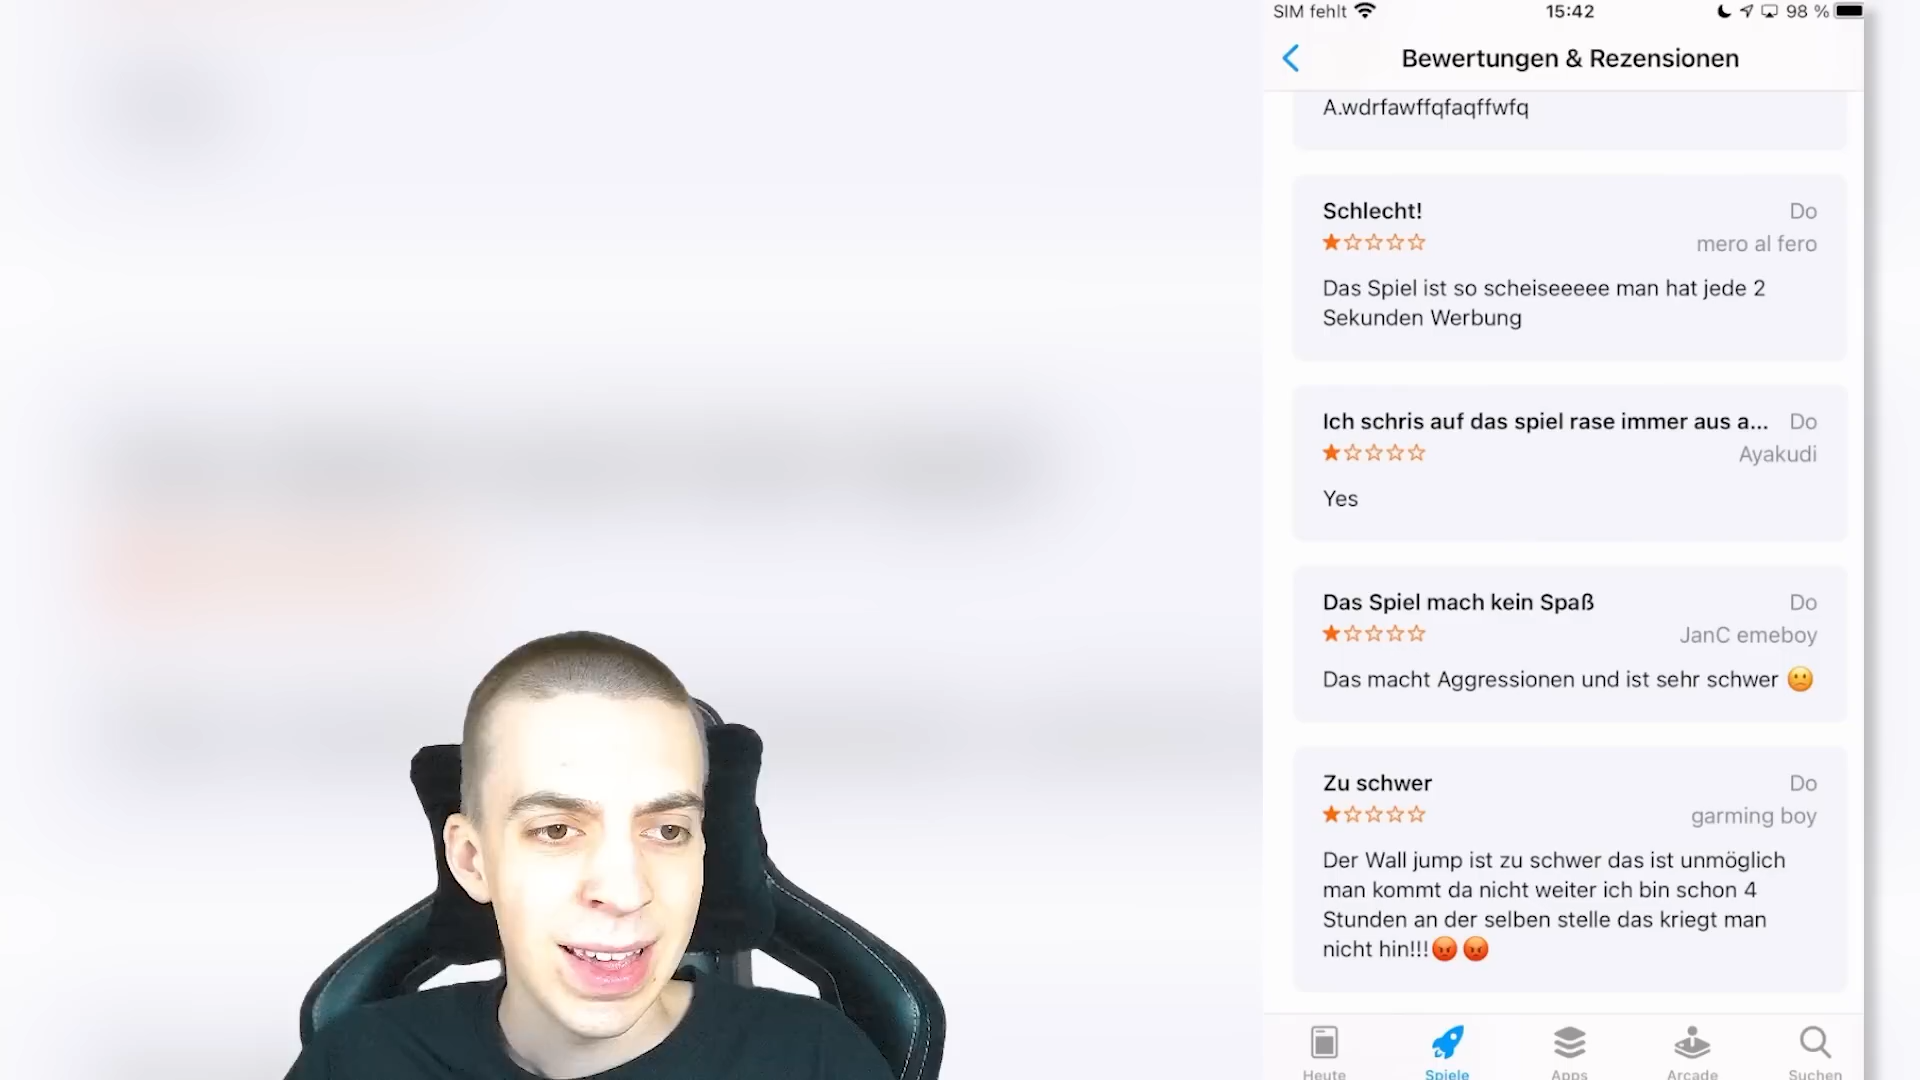 SIM fehlt 15:42 98 %
Bewertungen & Rezensionen
A.wdrfawffqfaqffwfq
Schlecht! Do
mero al fero
Das Spiel ist so scheiseeeee man hat jede 2
Sekunden Werbung
Ich schris auf das spiel rase immer aus a... Do
Ayakudi
Yes
Das Spiel mach kein Spaß Do
JanC emeboy
Das macht Aggressionen und ist sehr schwer 🙁
Zu schwer Do
garming boy
Der Wall jump ist zu schwer das ist unmöglich
man kommt da nicht weiter ich bin schon 4
Stunden an der selben stelle das kriegt man
nicht hin!!!😡😡
Heute Spiele Apps Arcade Suchen